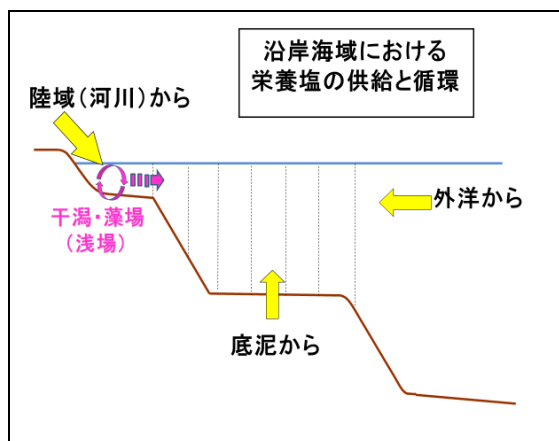 沿岸海域における
栄養塩の供給と循環
陸域(河川)から
干潟・藻場
(浅場)
外洋から
底泥から